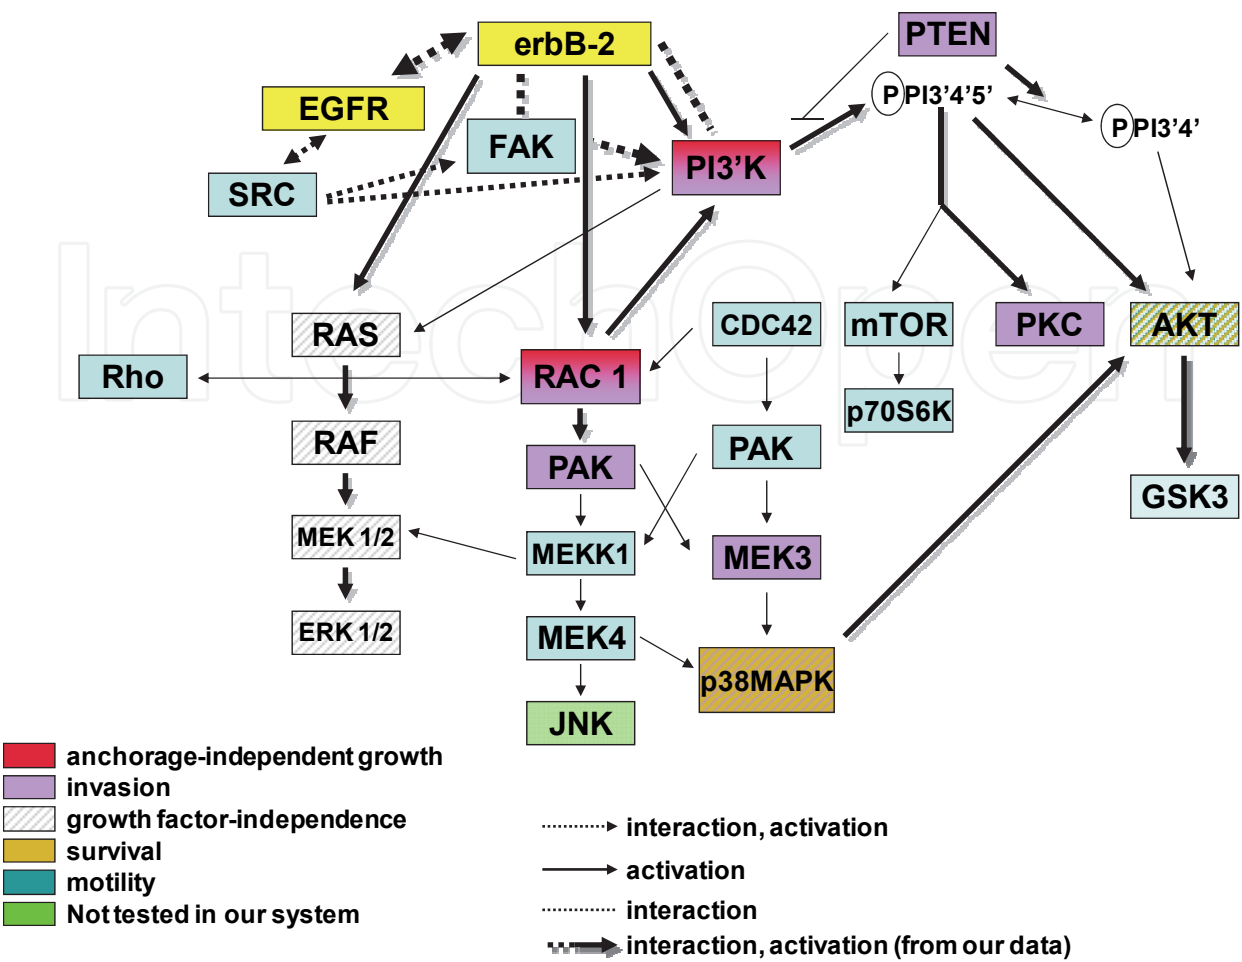 erbB-2
PTEN
EGFR
P PI3'4'5'
P PI3'4'
FAK
PI3'K
SRC
IntechOpen
RAS
CDC42
mTOR
PKC
AKT
Rho
RAC 1
p70S6K
RAF
PAK
PAK
GSK3
MEK 1/2
MEKK1
MEK3
ERK 1/2
MEK4
p38MAPK
JNK
anchorage-independent growth
invasion
growth factor-independence
survival
motility
Not tested in our system
interaction, activation
activation
interaction
interaction, activation (from our data)